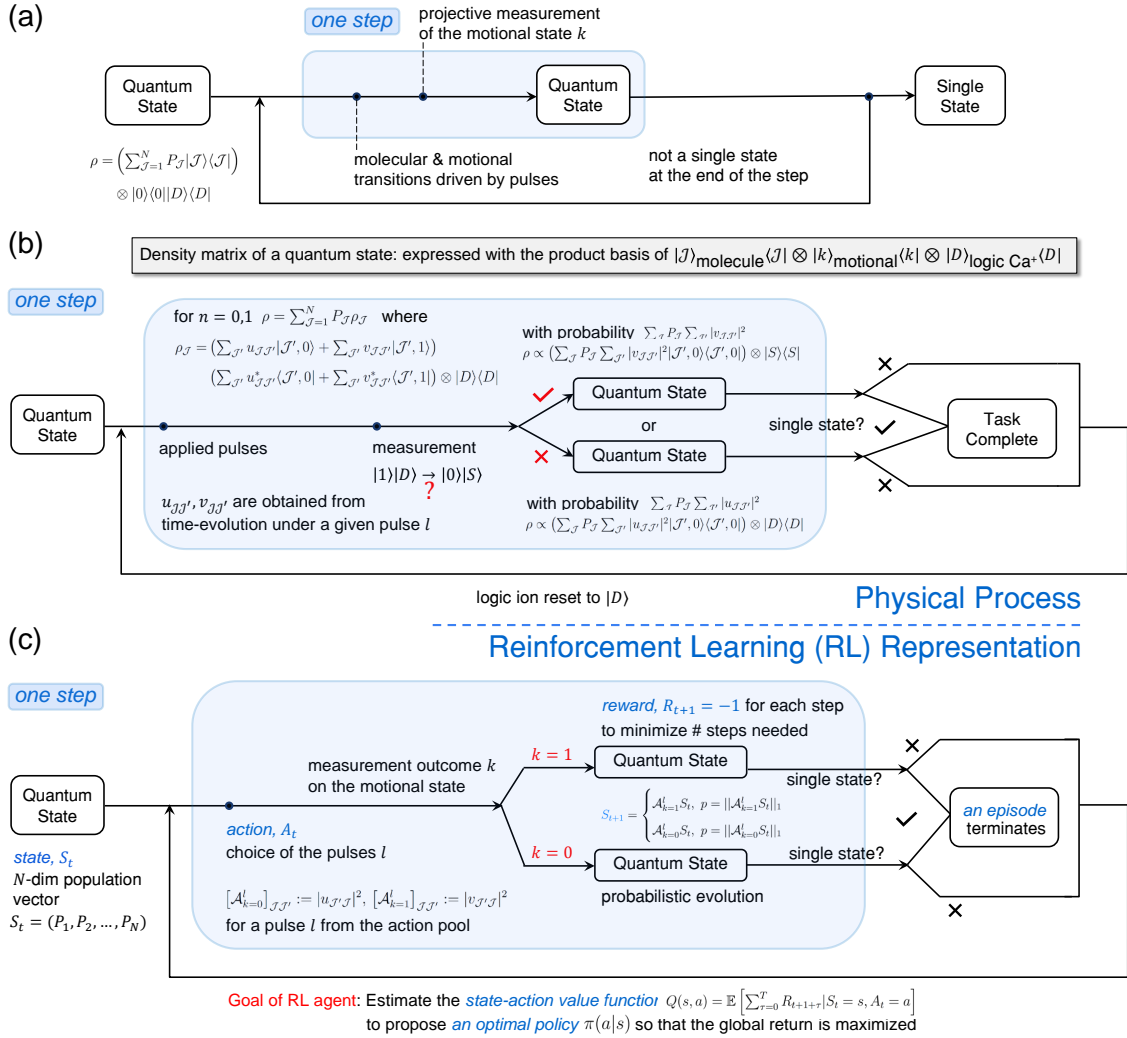 (a)
one step
projective measurement
of the motional state k
Quantum
State
Quantum
State
Single
State
molecular & motional
transitions driven by pulses
not a single state
at the end of the step
ρ = (∑_{𝒥=1}^{N} P_𝒥|𝒥⟩⟨𝒥|)
⊗ |0⟩⟨0||D⟩⟨D|
(b)
Density matrix of a quantum state: expressed with the product basis of |𝒥⟩_molecule⟨𝒥| ⊗ |k⟩_motional⟨k| ⊗ |D⟩_logic Ca⁺⟨D|
one step
for n = 0,1 ρ = ∑_{𝒥=1}^{N} P_𝒥ρ_𝒥 where
ρ_𝒥 = (∑_{𝒥′} u_{𝒥𝒥′}|𝒥′, 0⟩ + ∑_{𝒥′} v_{𝒥𝒥′}|𝒥′, 1⟩)
(∑_{𝒥′} u*_{𝒥𝒥′}⟨𝒥′, 0| + ∑_{𝒥′} v*_{𝒥𝒥′}⟨𝒥′, 1|) ⊗ |D⟩⟨D|
with probability ∑_𝒥 P_𝒥 ∑_{𝒥′} |v_{𝒥𝒥′}|²
ρ ∝ (∑_𝒥 P_𝒥 ∑_{𝒥′} |v_{𝒥𝒥′}|²|𝒥′, 0⟩⟨𝒥′, 0|) ⊗ |S⟩⟨S|
Quantum
State
Quantum State
or
Quantum State
single state?
Task
Complete
applied pulses
measurement
|1⟩|D⟩ → |0⟩|S⟩
?
u_{𝒥𝒥′}, v_{𝒥𝒥′} are obtained from
time-evolution under a given pulse l
with probability ∑_𝒥 P_𝒥 ∑_{𝒥′} |u_{𝒥𝒥′}|²
ρ ∝ (∑_𝒥 P_𝒥 ∑_{𝒥′} |u_{𝒥𝒥′}|²|𝒥′, 0⟩⟨𝒥′, 0|) ⊗ |D⟩⟨D|
logic ion reset to |D⟩
Physical Process
Reinforcement Learning (RL) Representation
(c)
one step
reward, R_{t+1} = −1 for each step
to minimize # steps needed
Quantum
State
measurement outcome k
on the motional state
k = 1
Quantum State
single state?
S_{t+1} = { 𝒜^l_{k=1}S_t, p = ||𝒜^l_{k=1}S_t||₁
𝒜^l_{k=0}S_t, p = ||𝒜^l_{k=0}S_t||₁
an episode
terminates
action, A_t
choice of the pulses l
k = 0
Quantum State
single state?
probabilistic evolution
state, S_t
N-dim population
vector
S_t = (P_1, P_2, …, P_N)
[𝒜^l_{k=0}]_{𝒥𝒥′} := |u_{𝒥′𝒥}|², [𝒜^l_{k=1}]_{𝒥𝒥′} := |v_{𝒥′𝒥}|²
for a pulse l from the action pool
Goal of RL agent: Estimate the state-action value function Q(s, a) = 𝔼 [∑_{τ=0}^{T} R_{t+1+τ}|S_t = s, A_t = a]
to propose an optimal policy π(a|s) so that the global return is maximized